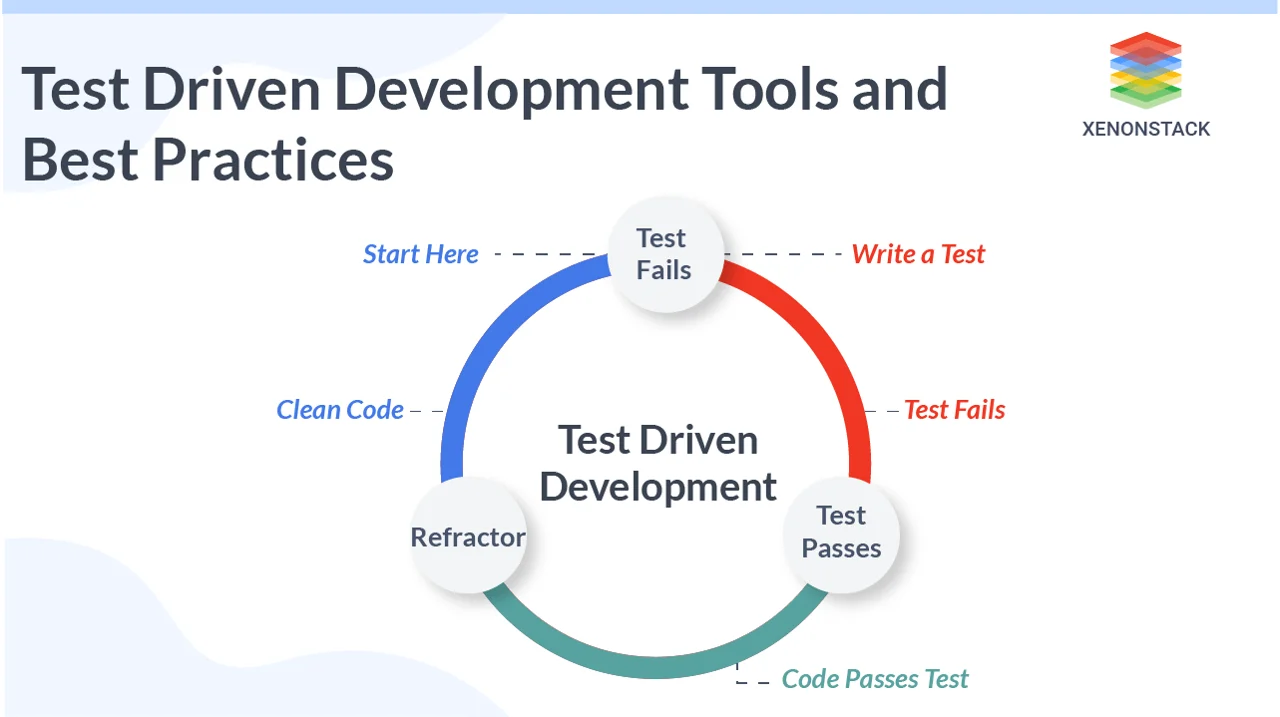 Test Driven Development Tools and
Best Practices
XENONSTACK
Start Here
Test
Fails
Write a Test
Clean Code
Test Fails
Test Driven
Development
Refractor
Test
Passes
Code Passes Test